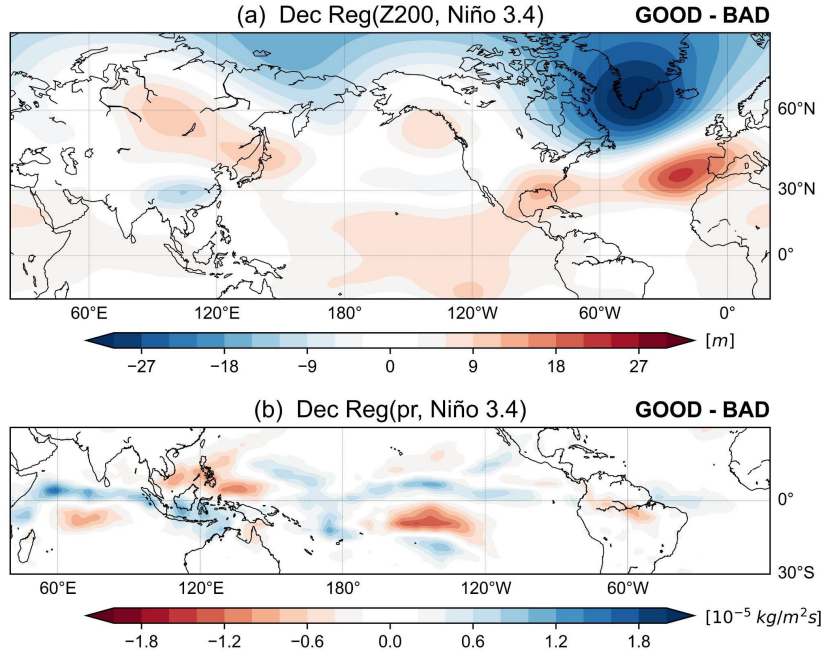 (a) Dec Reg(Z200, Niño 3.4) GOOD - BAD
60°N
30°N
0°
60°E 120°E 180° 120°W 60°W 0°
−27 −18 −9 0 9 18 27 [m]
(b) Dec Reg(pr, Niño 3.4) GOOD - BAD
0°
30°S
60°E 120°E 180° 120°W 60°W
−1.8 −1.2 −0.6 0.0 0.6 1.2 1.8 [10⁻⁵ kg/m²s]